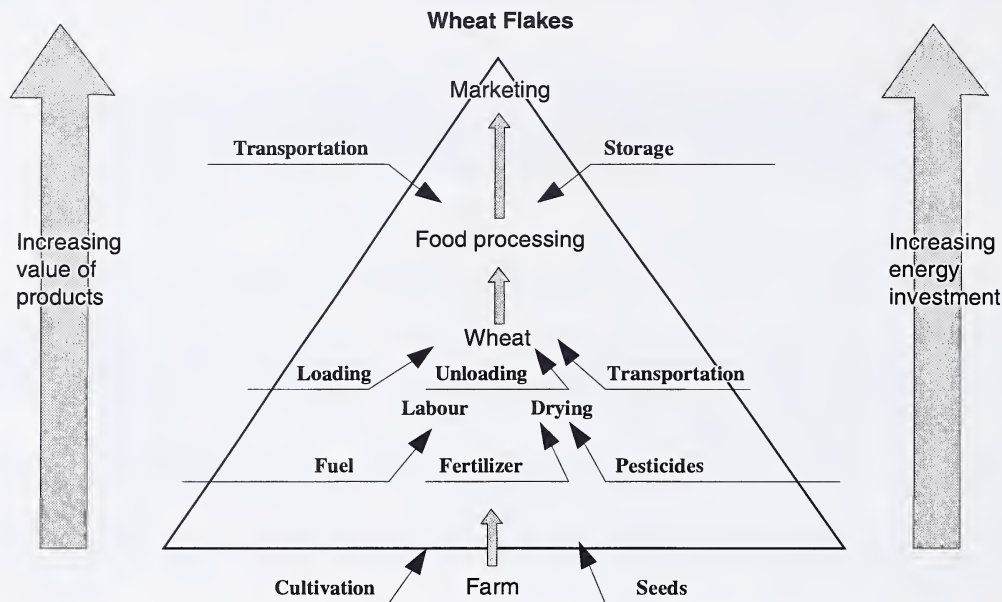 Wheat Flakes
Marketing
Transportation
Storage
Increasing
value of
products
Food processing
Increasing
energy
investment
Wheat
Loading
Unloading
Transportation
Labour
Drying
Fuel
Fertilizer
Pesticides
Cultivation
Farm
Seeds